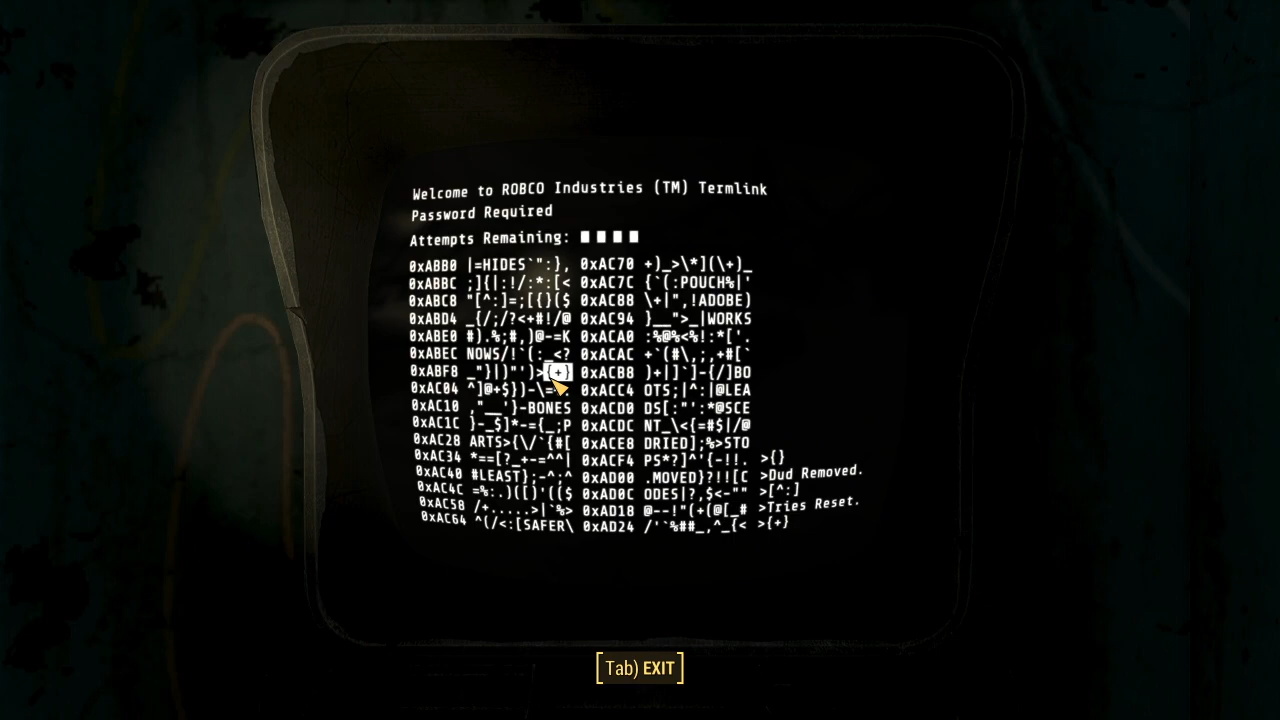 Welcome to ROBCO Industries (TM) Termlink
Password Required
Attempts Remaining: ■ ■ ■ ■
0xABB0 |=HIDES`":}, 0xAC70 +)_>\*](\+)_
0xABBC ;]{|:!/:*:[< 0xAC7C {`(:POUCH%|'
0xABC8 "[^:]=;[{}($ 0xAC88 \+|",!ADOBE)
0xABD4 _{/;/?<+#!/@ 0xAC94 }__">_|WORKS
0xABE0 #).%;#,)@-=K 0xACA0 :%@%<%!:*['.
0xABEC NOWS/!`(:_<? 0xACAC +`(#\,;,+#[`
0xABF8 _"}|)"')>{+} 0xACB8 )+|]`]-{/]BO
0xAC04 ^]@+$})-\=::  0xACC4 OTS;|^:|@LEA
0xAC10 ,"__'}-BONES 0xACD0 DS[:"':*@SCE
0xAC1C }-_$]*-={_;P 0xACDC NT_\<{=#$|/@
0xAC28 ARTS>{\/`{#[ 0xACE8 DRIED];%>STO
0xAC34 *==[?_+-=^^| 0xACF4 PS*?]^'{-!!. >{}
0xAC40 #LEAST};-^;^ 0xAD00 .MOVED}?!![C >Dud Removed.
0xAC4C =%:.)([)'(($ 0xAD0C ODES|?,$<-"" >[^:]
0xAC58 /+.....>|`%> 0xAD18 @--!"(+(@[_# >Tries Reset.
0xAC64 ^(/<:[SAFER\ 0xAD24 /'`%##_,^_{< >{+}
[Tab) EXIT]